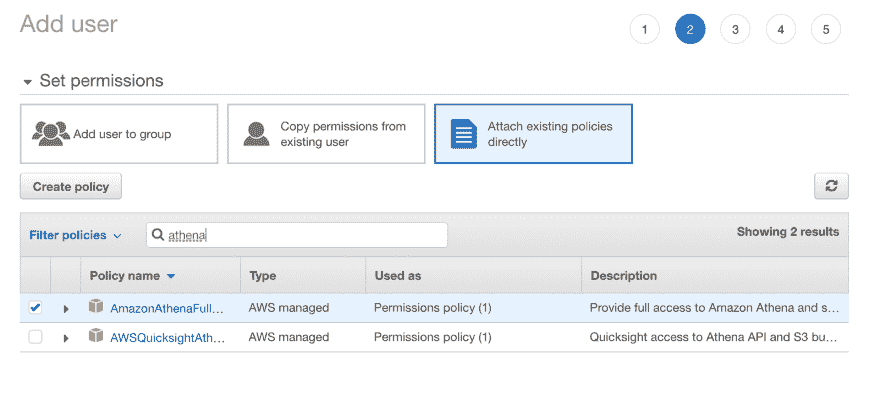 Add user
1 2 3 4 5
Set permissions
Add user to group
Copy permissions from
existing user
Attach existing policies
directly
Create policy
Filter policies
athena
Showing 2 results
Policy name Type Used as Description
AmazonAthenaFull... AWS managed Permissions policy (1) Provide full access to Amazon Athena and s...
AWSQuicksightAth... AWS managed Permissions policy (1) Quicksight access to Athena API and S3 bu...